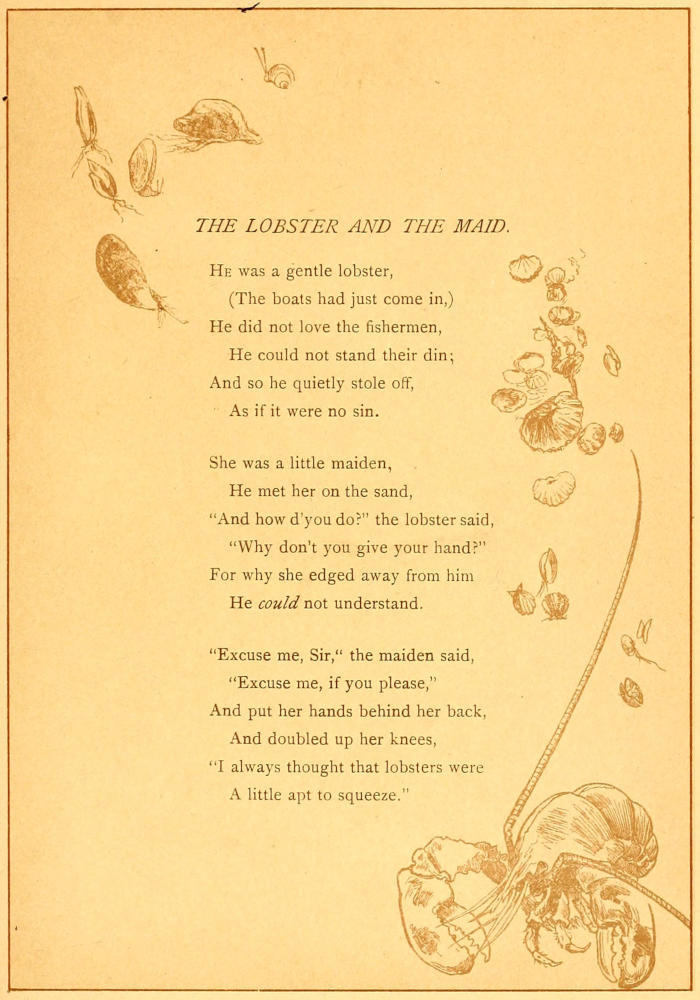 THE LOBSTER AND THE MAID.
HE was a gentle lobster,
(The boats had just come in,)
He did not love the fishermen,
He could not stand their din;
And so he quietly stole off,
As if it were no sin.
She was a little maiden,
He met her on the sand,
“And how d'you do?” the lobster said,
“Why don't you give your hand?”
For why she edged away from him
He could not understand.
“Excuse me, Sir,“ the maiden said,
“Excuse me, if you please,”
And put her hands behind her back,
And doubled up her knees,
“I always thought that lobsters were
A little apt to squeeze.”